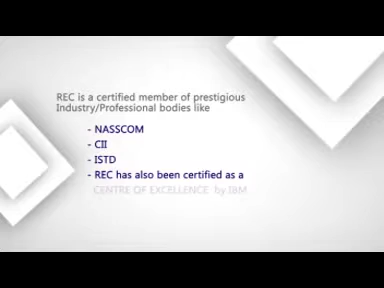 REC is a certified member of prestigious
Industry/Professional bodies like
- NASSCOM
- CII
- ISTD
- REC has also been certified as a
CENTRE OF EXCELLENCE by IBM